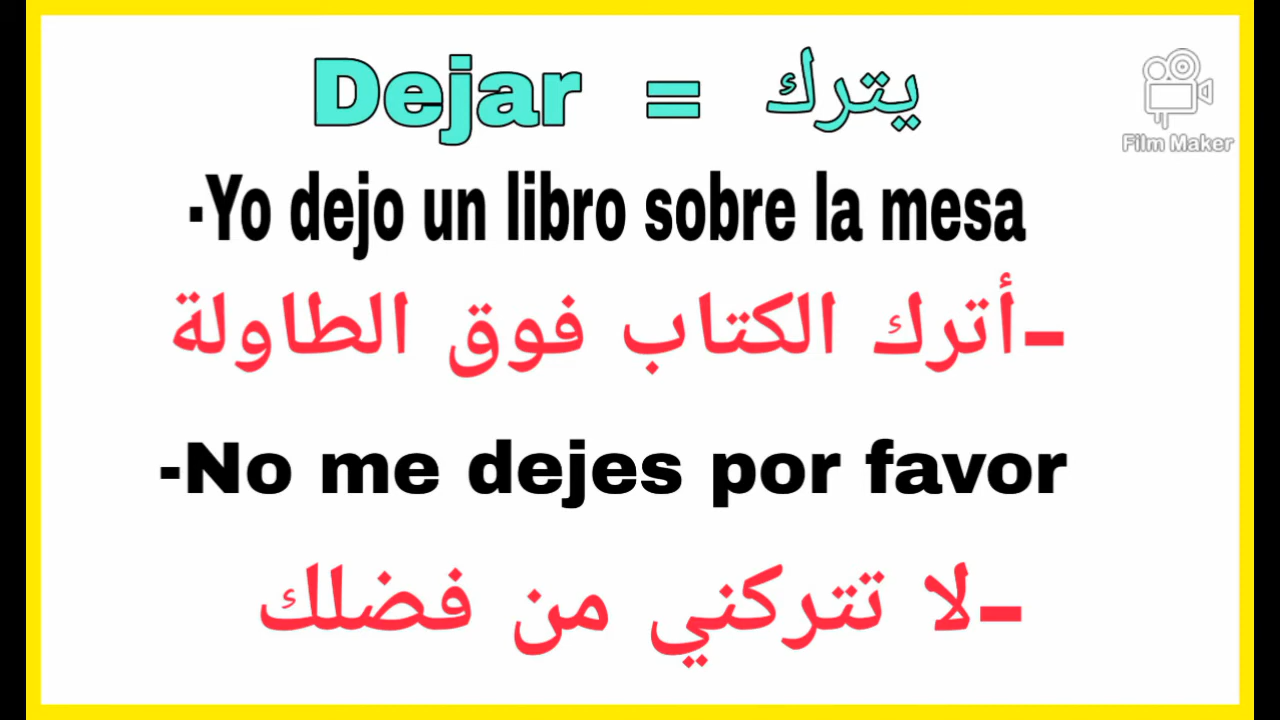 Dejar = يترك
Film Maker
-Yo dejo un libro sobre la mesa
-أترك الكتاب فوق الطاولة
-No me dejes por favor
-لا تتركني من فضلك